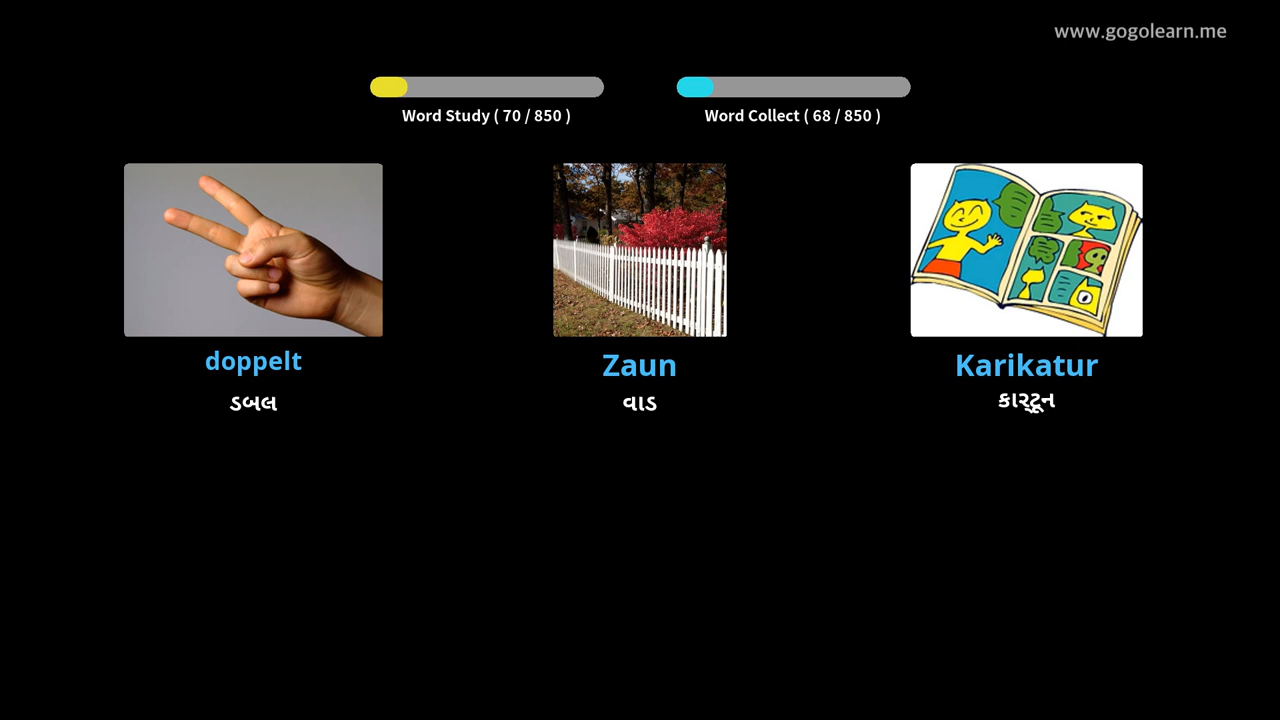 www.gogolearn.me
Word Study ( 70 / 850 )
Word Collect ( 68 / 850 )
doppelt
ડબલ
Zaun
વાડ
Karikatur
કાર્ટૂન